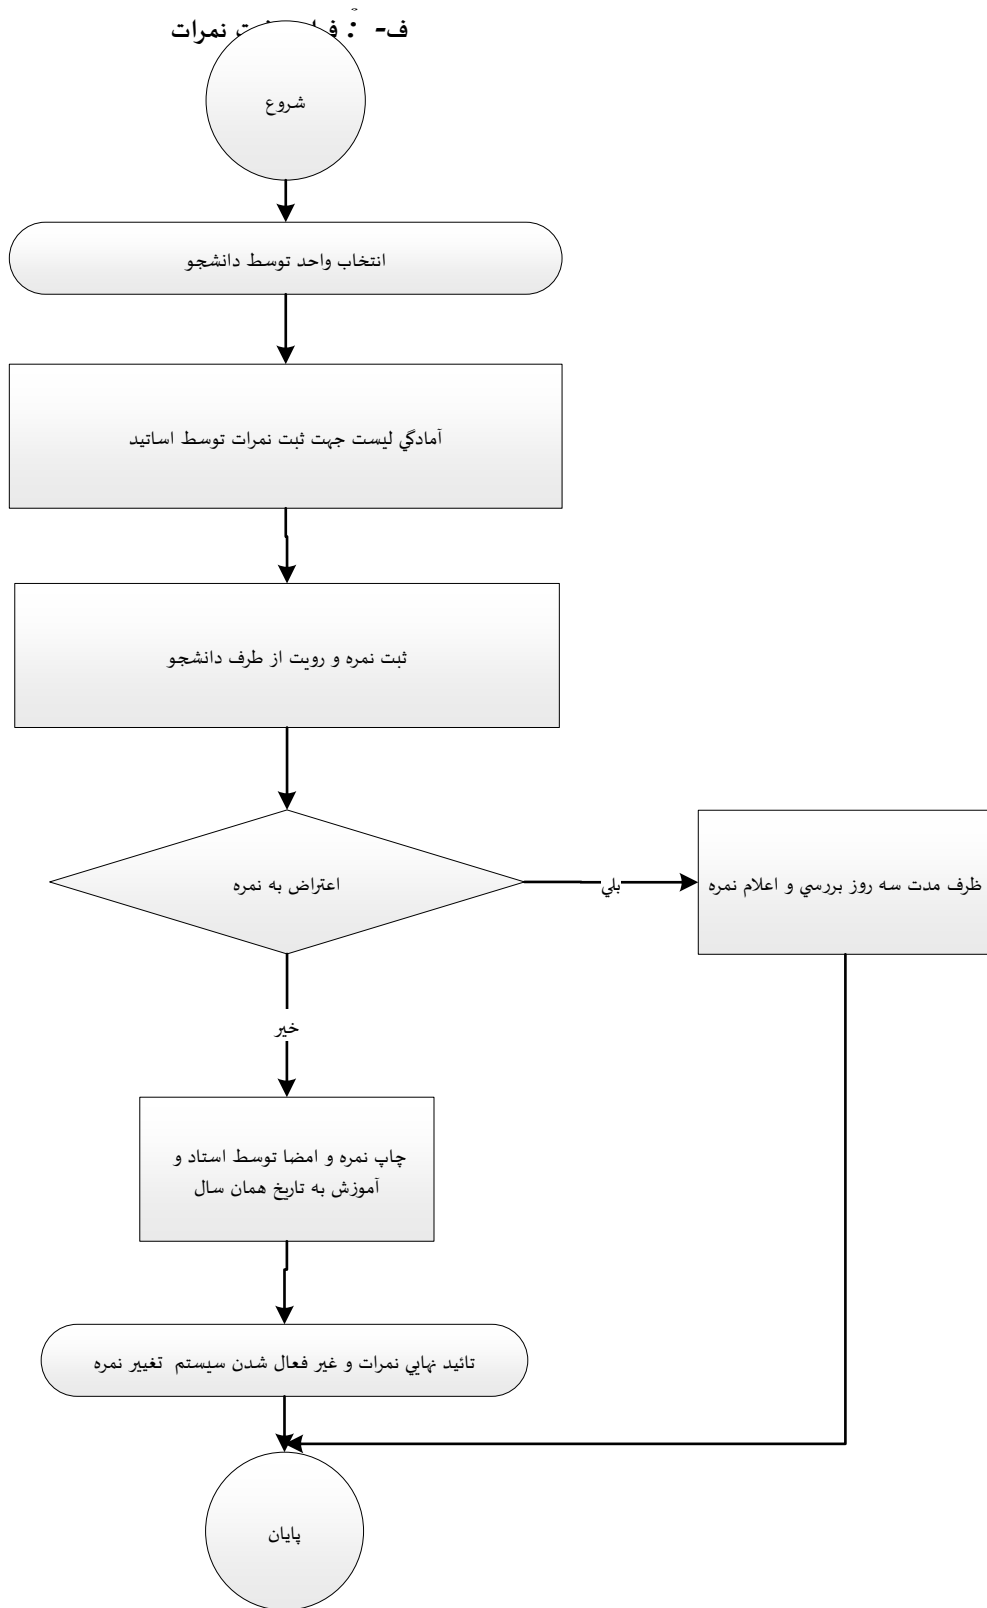 ف- : نمرات
شروع
انتخاب واحد توسط دانشجو
آمادگي ليست جهت ثبت نمرات توسط اساتيد
ثبت نمره و رويت از طرف دانشجو
اعتراض به نمره
بلي
ظرف مدت سه روز بررسي و اعلام نمره
خير
چاپ نمره و امضا توسط استاد و
آموزش به تاريخ همان سال
تائيد نهايي نمرات و غير فعال شدن سيستم تغيير نمره
پايان